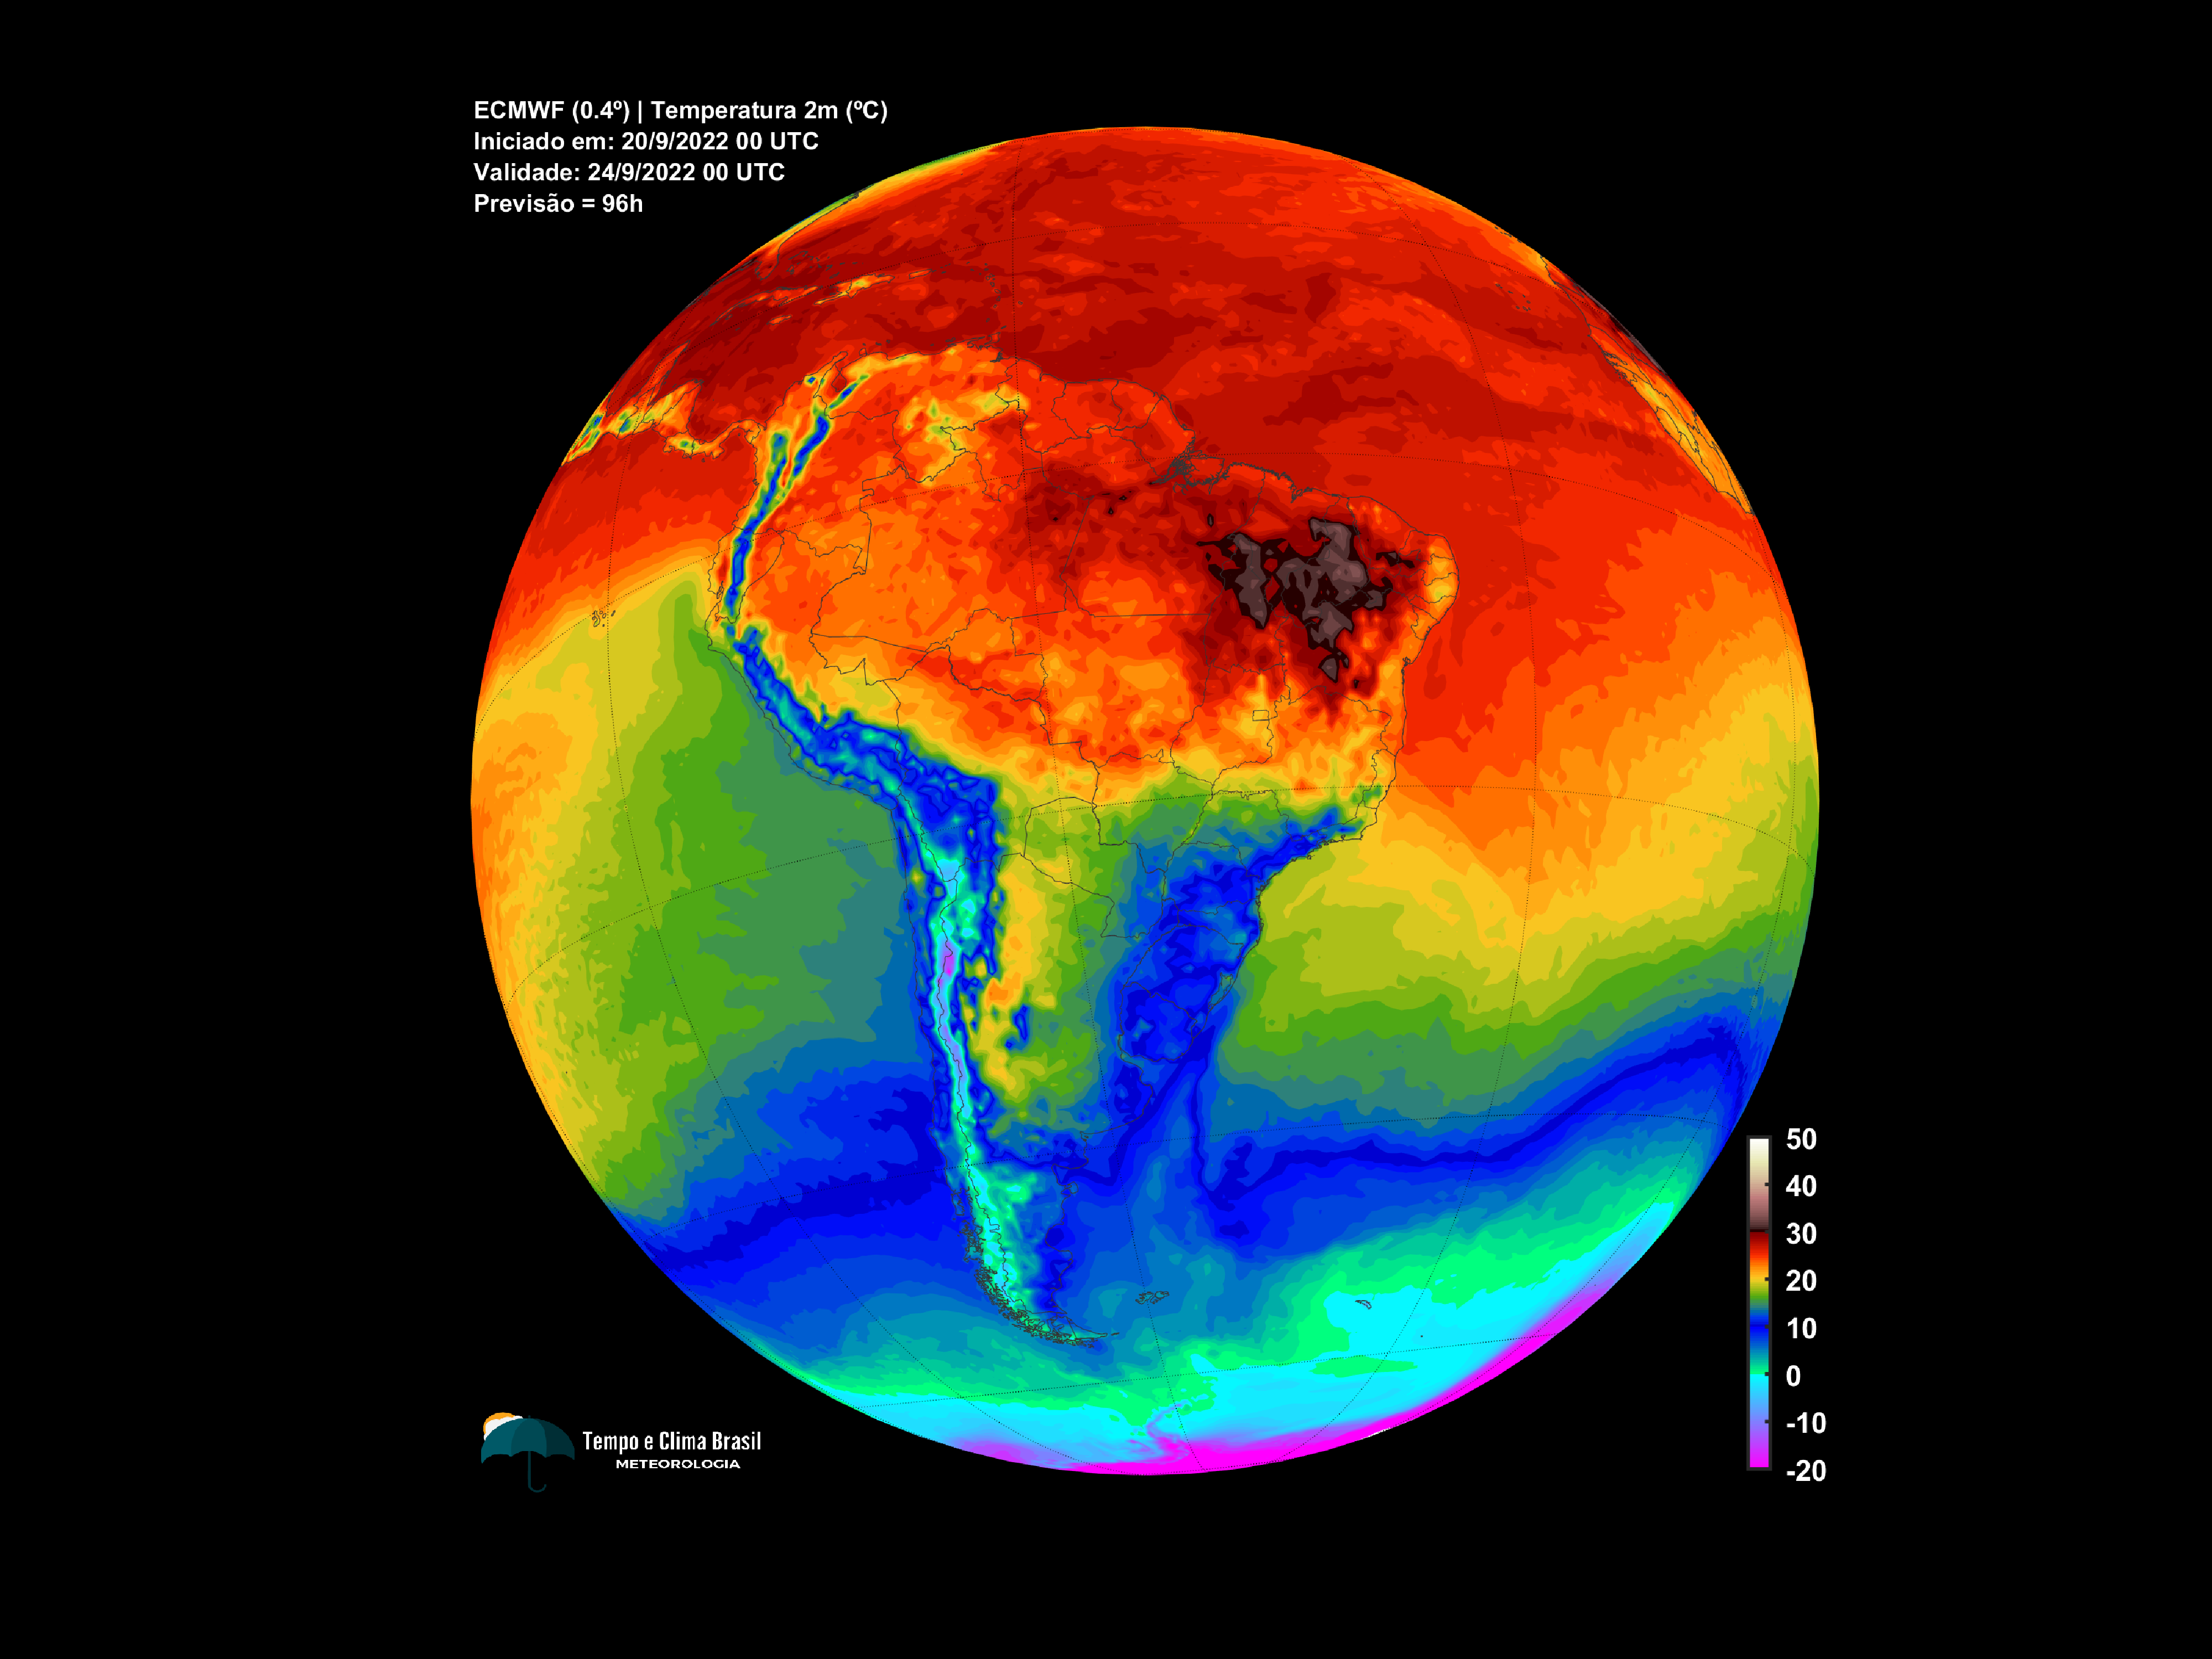 ECMWF (0.4º) | Temperatura 2m (ºC)
Iniciado em: 20/9/2022 00 UTC
Validade: 24/9/2022 00 UTC
Previsão = 96h
50
40
30
20
10
0
-10
-20
Tempo e Clima Brasil
METEOROLOGIA